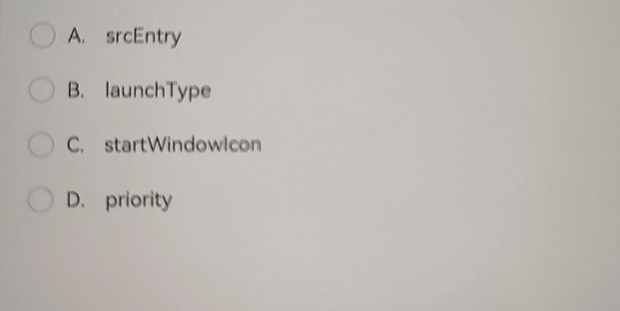 A. srcEntry
B. launchType
C. startWindowIcon
D. priority